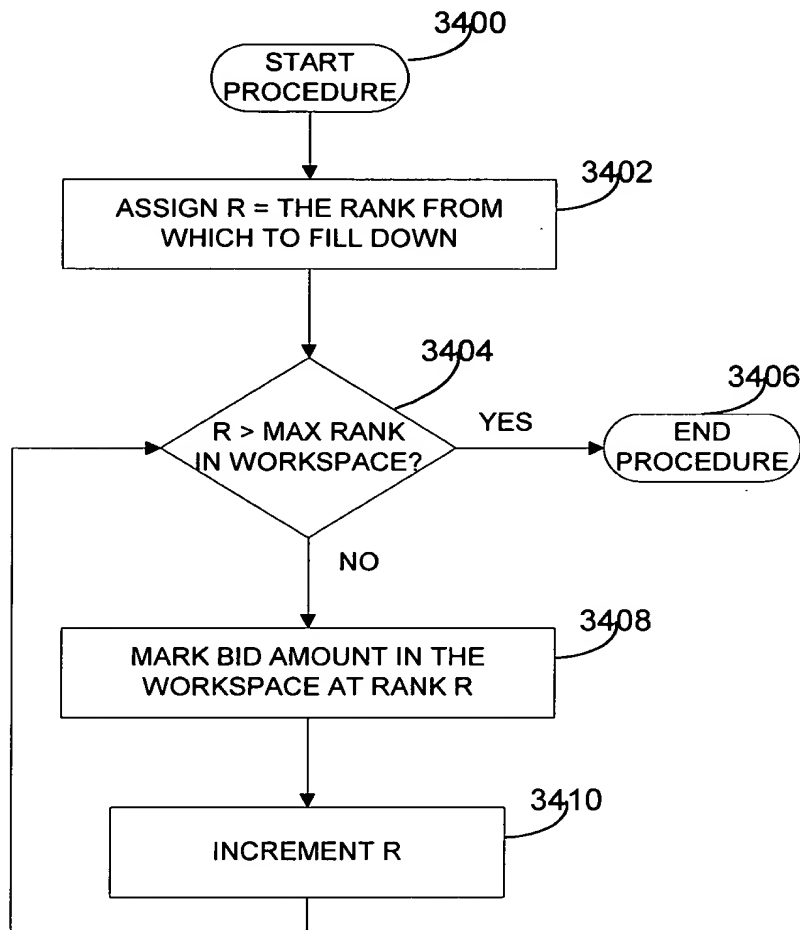 3400
START
PROCEDURE
3402
ASSIGN R = THE RANK FROM
WHICH TO FILL DOWN
3404
R > MAX RANK
IN WORKSPACE?
YES
3406
END
PROCEDURE
NO
3408
MARK BID AMOUNT IN THE
WORKSPACE AT RANK R
3410
INCREMENT R